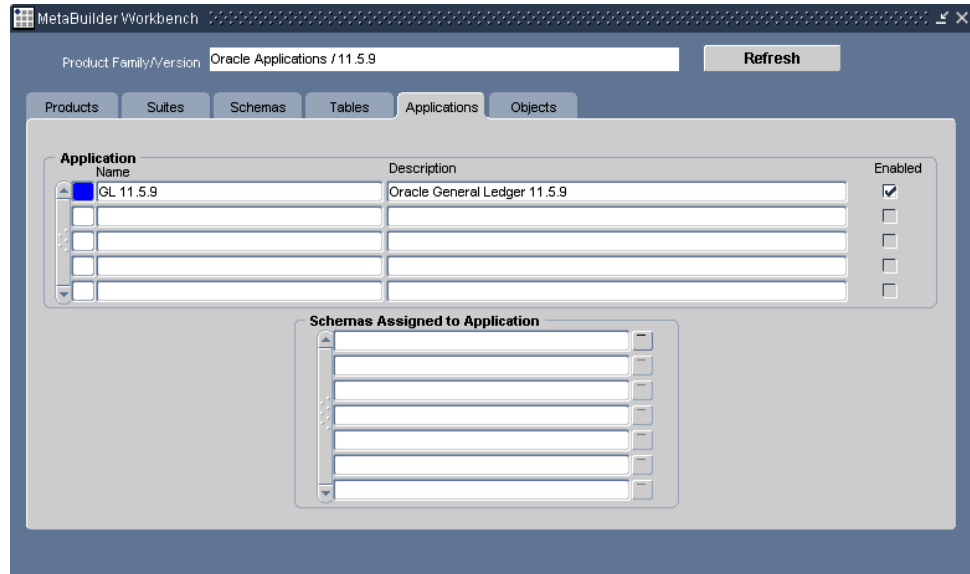 MetaBuilder Workbench
Product Family/Version Oracle Applications / 11.5.9 Refresh
Products Suites Schemas Tables Applications Objects
Application
Name Description Enabled
GL 11.5.9 Oracle General Ledger 11.5.9
Schemas Assigned to Application